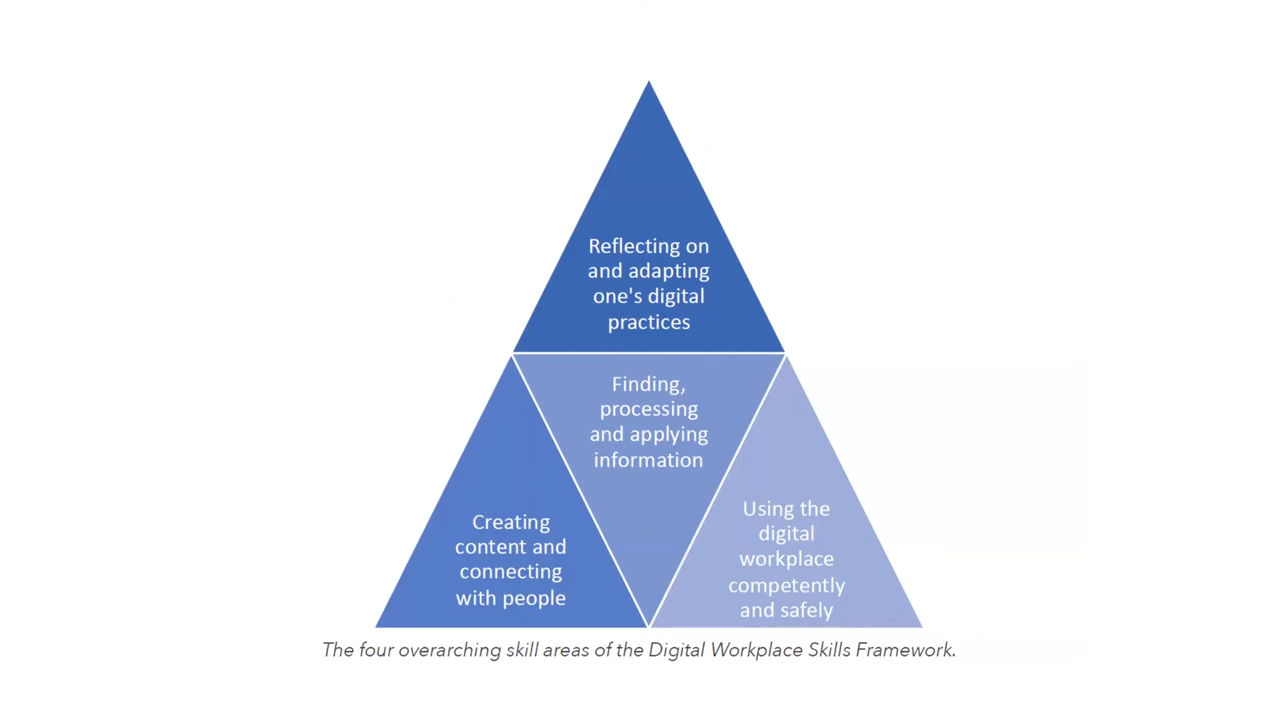 Reflecting on
and adapting
one's digital
practices
Finding,
processing
and applying
information
Creating
content and
connecting
with people
Using the
digital
workplace
competently
and safely
The four overarching skill areas of the Digital Workplace Skills Framework.